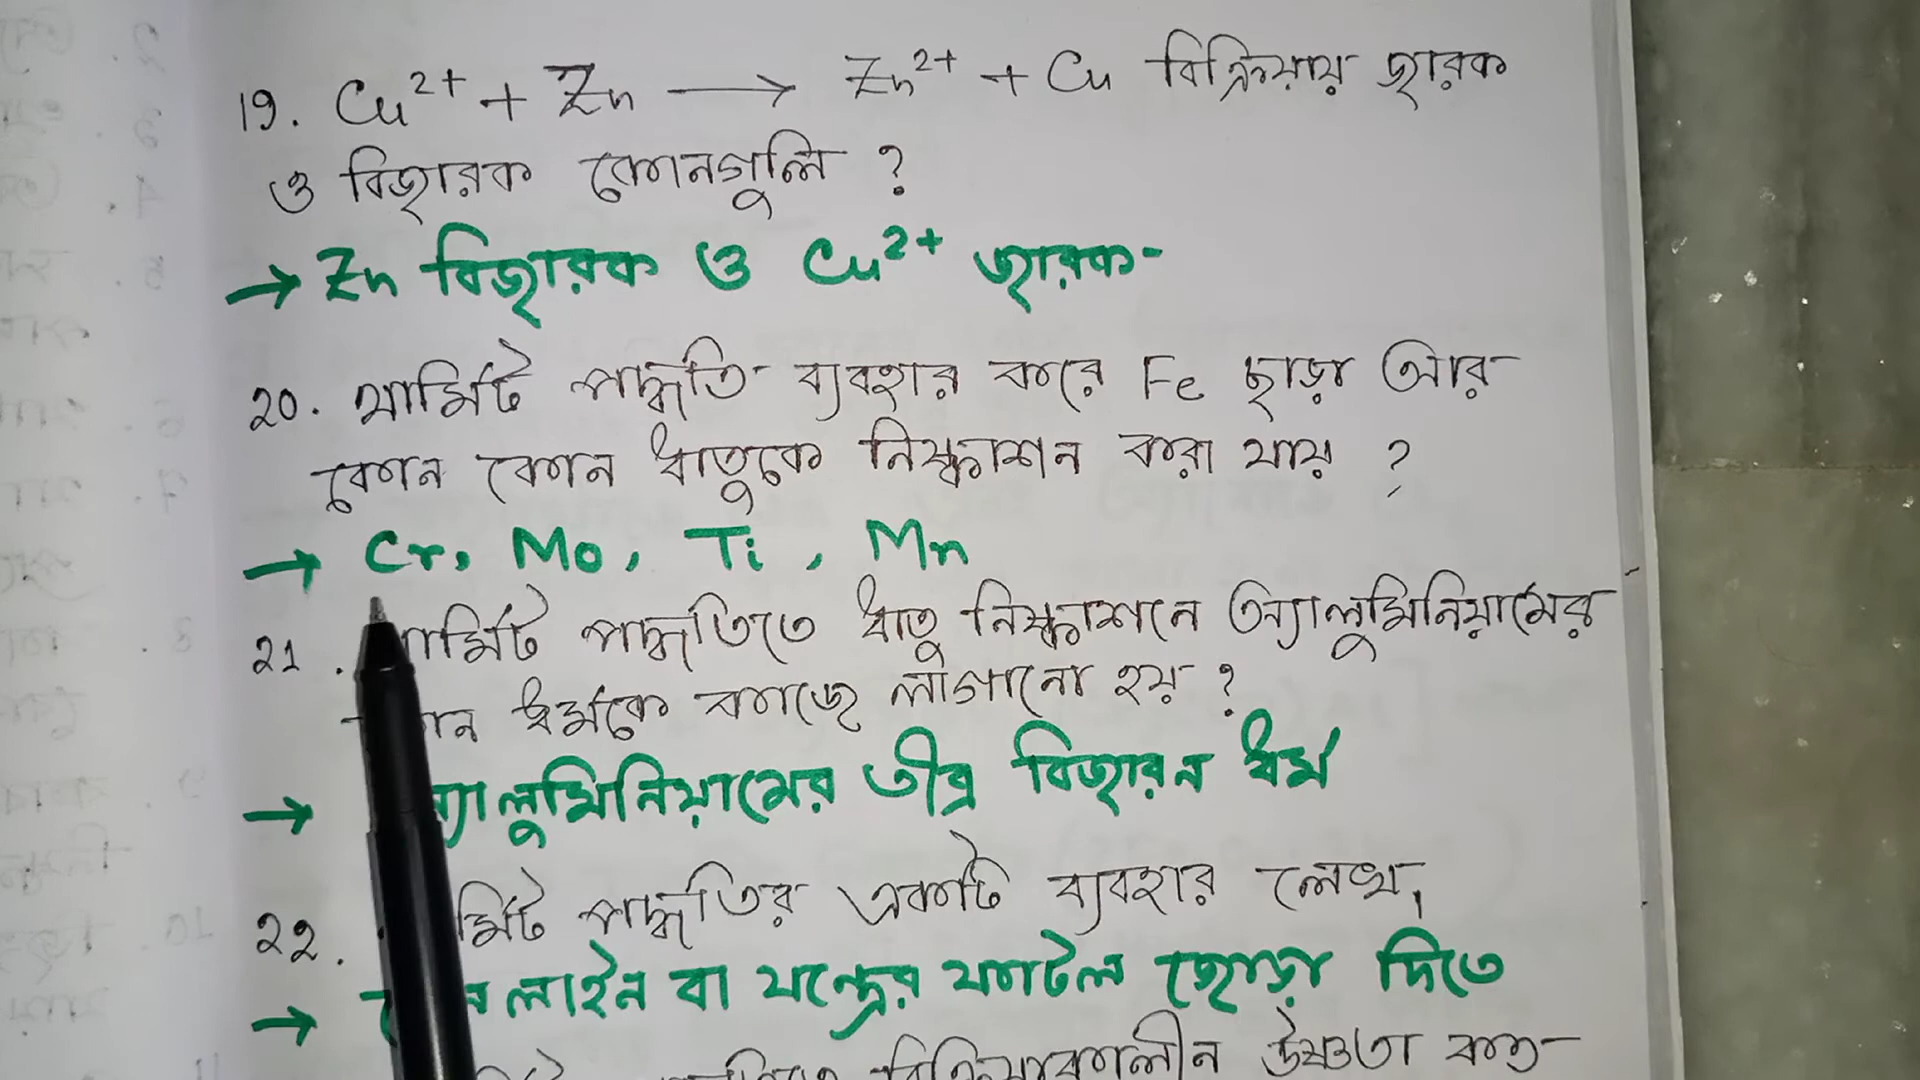 19. Cu²⁺ + Zn ⟶ Zn²⁺ + Cu বিক্রিয়ায় জারক
ও বিজারক কোনগুলি ?
→ Zn বিজারক ও Cu²⁺ জারক
20. থার্মিট পদ্ধতি ব্যবহার করে Fe ছাড়া আর
কোন কোন ধাতুকে নিষ্কাশন করা যায় ?
→ Cr, Mo, Ti, Mn
21. পদ্ধতিতে ধাতু নিষ্কাশনে অ্যালুমিনিয়ামের
ধর্মকে কাজে লাগানো হয় ?
→ তীব্র বিজারন ধর্ম
22. পদ্ধতির একটি ব্যবহার লেখ।
→ লাইন বা যন্ত্রের ফাটল জোড়া দিতে
বিক্রিয়াকালীন উষ্ণতা কত